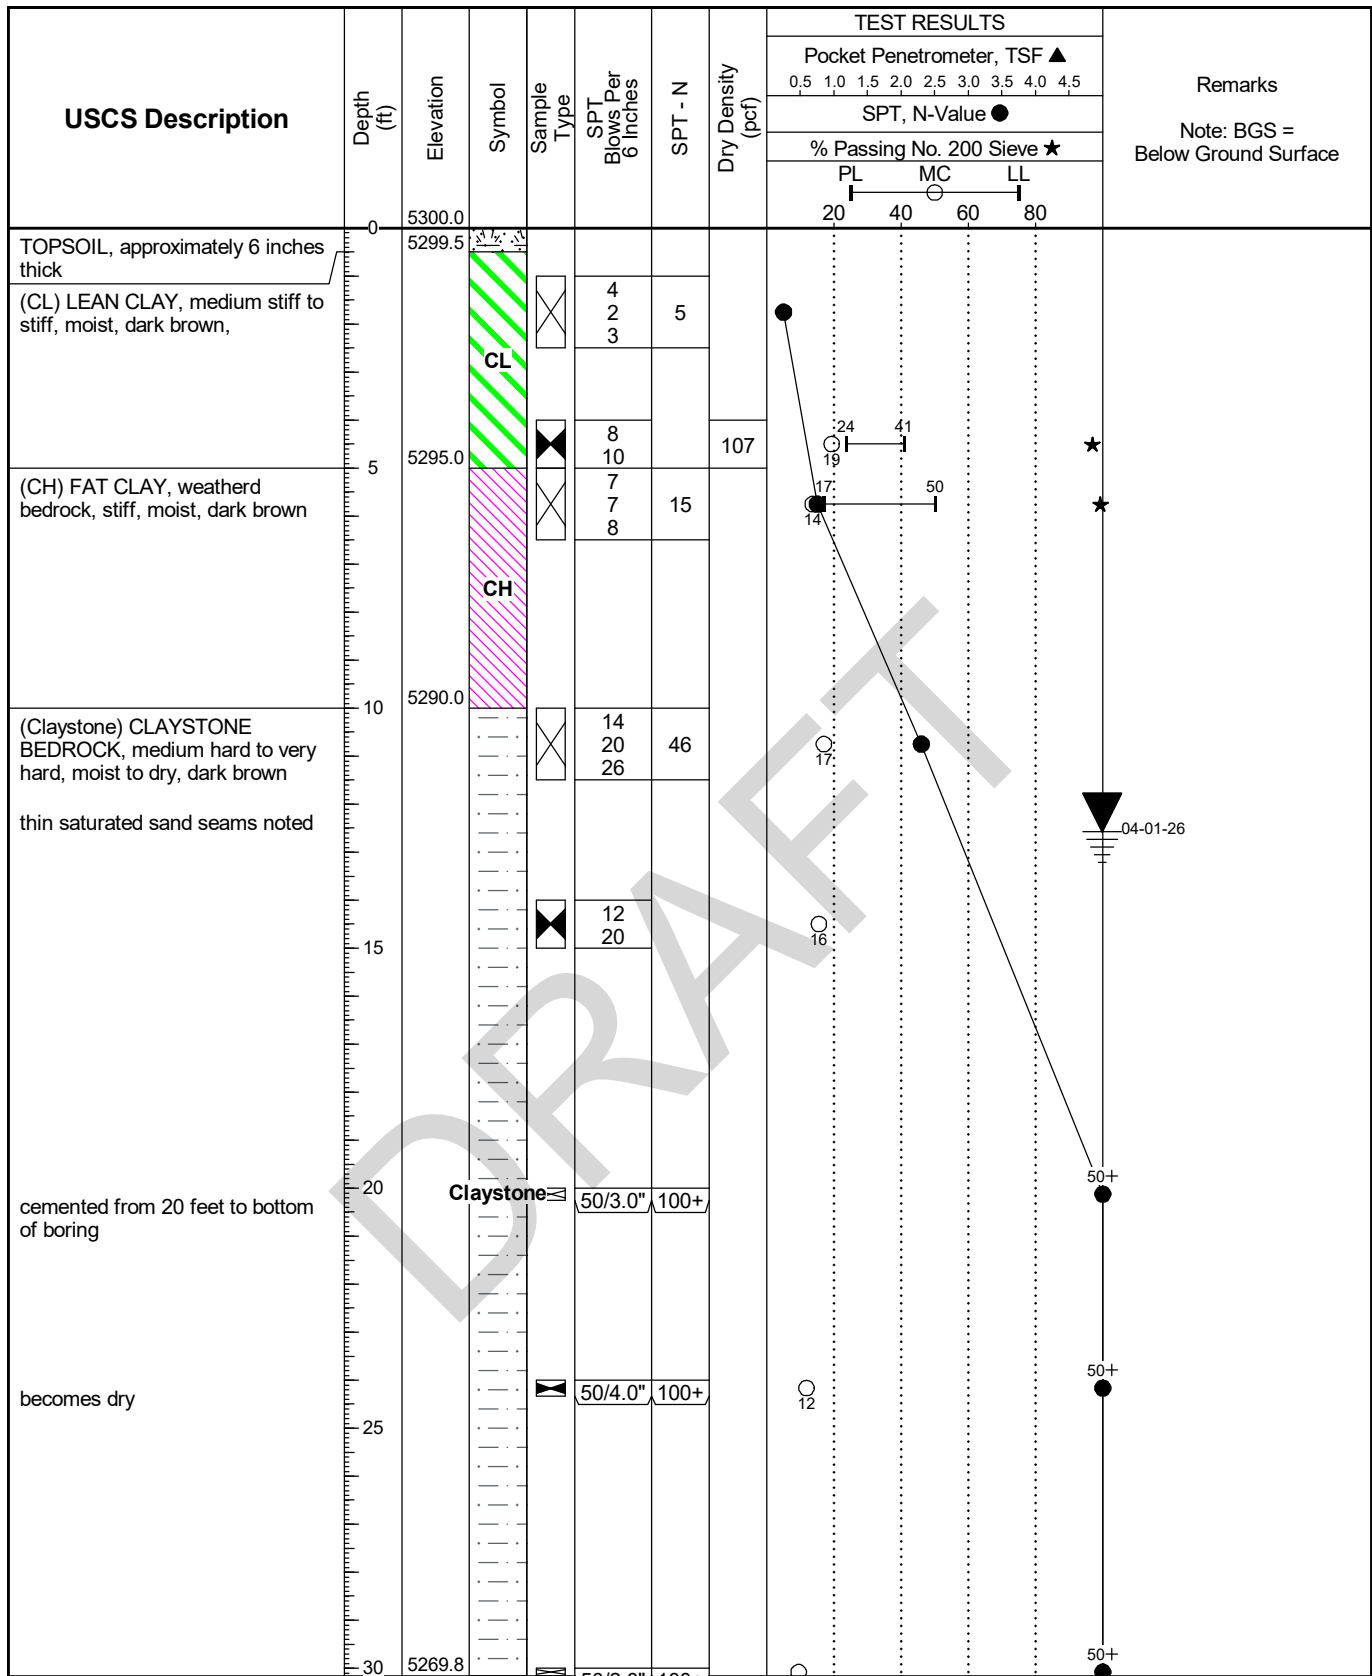 USCS Description
Depth (ft)
Elevation
Symbol
Sample Type
SPT Blows Per 6 Inches
SPT - N
Dry Density (pcf)
TEST RESULTS
Pocket Penetrometer, TSF ▲
0.5 1.0 1.5 2.0 2.5 3.0 3.5 4.0 4.5
SPT, N-Value ●
% Passing No. 200 Sieve ★
PL MC LL
20 40 60 80
Remarks
Note: BGS =
Below Ground Surface
0
5300.0
TOPSOIL, approximately 6 inches
thick
5299.5
(CL) LEAN CLAY, medium stiff to
stiff, moist, dark brown,
CL
4
2
3
5
8
10
107
24 41
19
5
5295.0
(CH) FAT CLAY, weatherd
bedrock, stiff, moist, dark brown
CH
7
7
8
15
17 50
14
10
5290.0
(Claystone) CLAYSTONE
BEDROCK, medium hard to very
hard, moist to dry, dark brown
14
20
26
46
17
thin saturated sand seams noted
04-01-26
12
20
16
15
DRAFT
20
Claystone
50/3.0" 100+
50+
cemented from 20 feet to bottom
of boring
becomes dry
50/4.0" 100+
12
50+
25
30
5269.8
50+